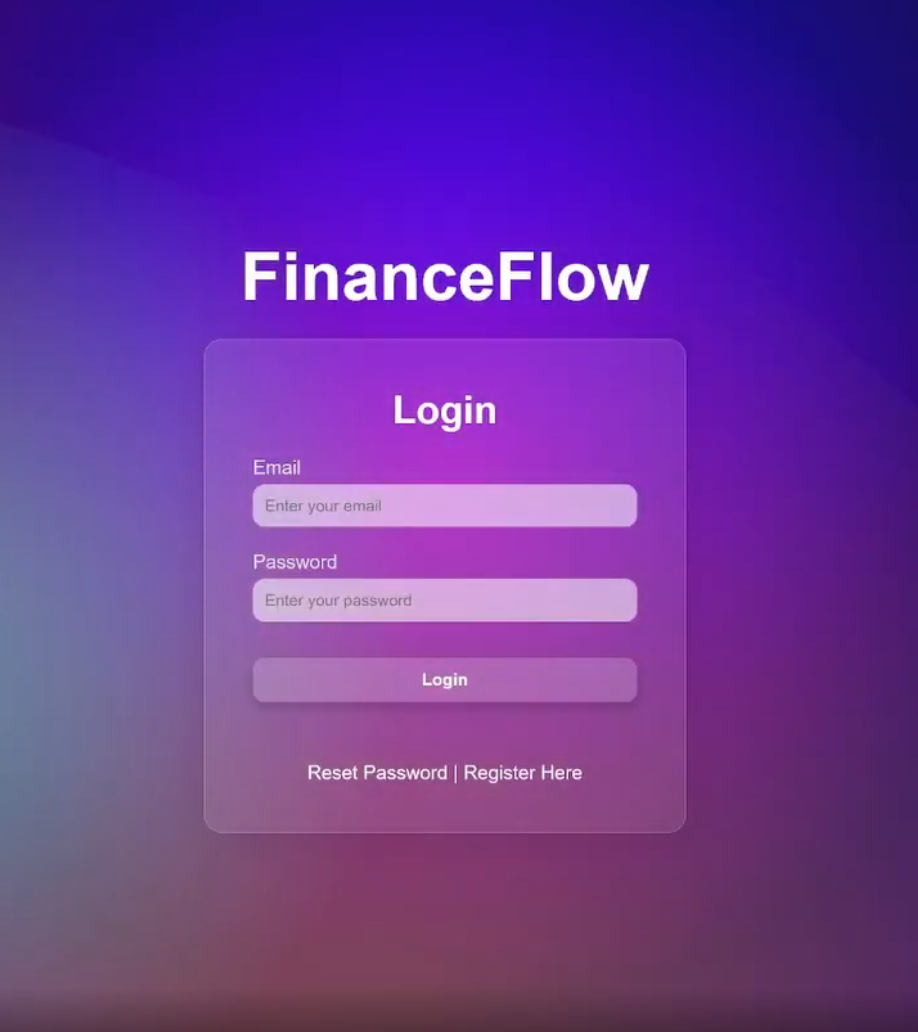 FinanceFlow
Login
Email
Enter your email
Password
Enter your password
Login
Reset Password | Register Here